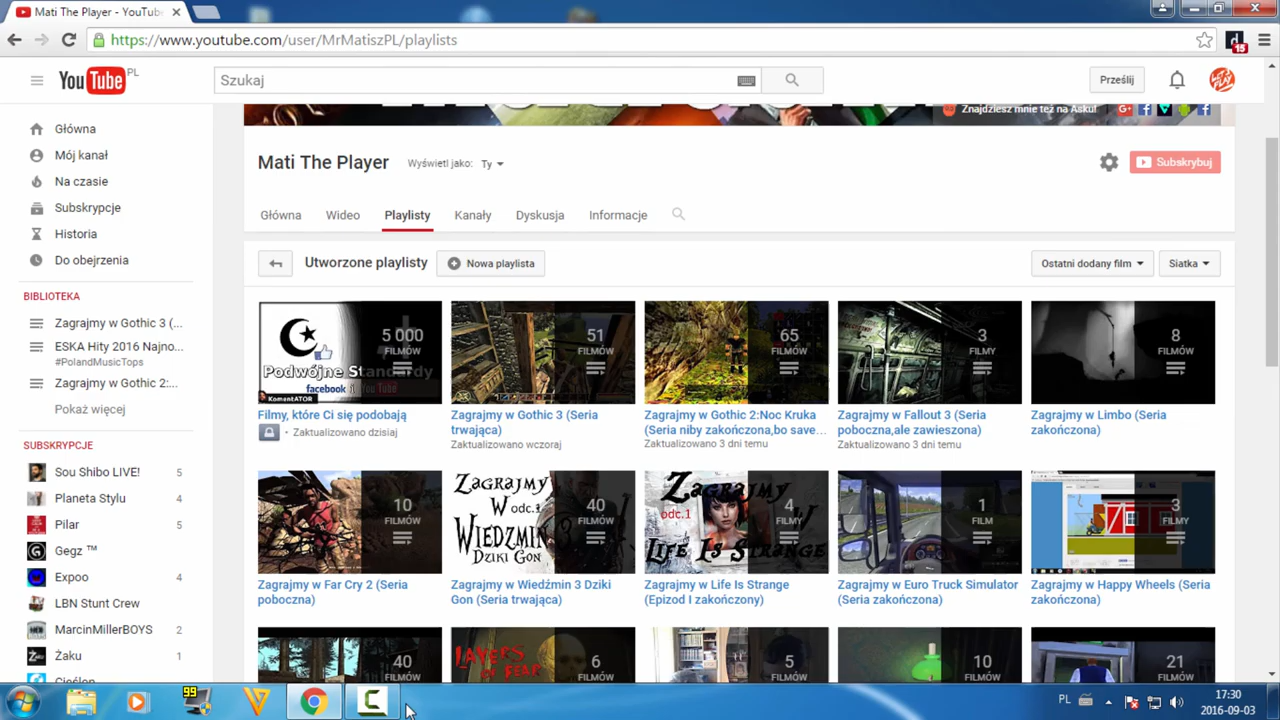 Mati The Player - YouTube
https://www.youtube.com/user/MrMatiszPL/playlists
15
YouTube PL
Szukaj
Prześlij
LET'S PLAY
Znajdziesz mnie też na Asku!
Główna
Mój kanał
Na czasie
Subskrypcje
Historia
Do obejrzenia
BIBLIOTEKA
Zagrajmy w Gothic 3 (...
ESKA Hity 2016 Najno...
#PolandMusicTops
Zagrajmy w Gothic 2:...
Pokaż więcej
SUBSKRYPCJE
Sou Shibo LIVE! 5
Planeta Stylu 4
Pilar 5
Gegz ™
Expoo 4
LBN Stunt Crew
MarcinMillerBOYS 2
Żaku 1
Mati The Player
Wyświetl jako: Ty
Subskrybuj
Główna Wideo Playlisty Kanały Dyskusja Informacje
Utworzone playlisty
Nowa playlista
Ostatni dodany film
Siatka
5 000
FILMÓW
Podwójne Standardy
facebook i YouTube
KomentATOR
Filmy, które Ci się podobają
• Zaktualizowano dzisiaj
51
FILMÓW
Zagrajmy w Gothic 3 (Seria
trwająca)
Zaktualizowano wczoraj
65
FILMÓW
Zagrajmy w Gothic 2:Noc Kruka
(Seria niby zakończona,bo save...
Zaktualizowano 3 dni temu
3
FILMY
Zagrajmy w Fallout 3 (Seria
poboczna,ale zawieszona)
Zaktualizowano 3 dni temu
8
FILMÓW
Zagrajmy w Limbo (Seria
zakończona)
10
FILMÓW
Zagrajmy w Far Cry 2 (Seria
poboczna)
Zagrajmy
W odc.1
WIEDŹMIN
DZIKI GON
40
FILMÓW
Zagrajmy w Wiedźmin 3 Dziki
Gon (Seria trwająca)
Zagrajmy
odc.1 W
Life Is Strange
4
FILMY
Zagrajmy w Life Is Strange
(Epizod I zakończony)
1
FILM
Zagrajmy w Euro Truck Simulator
(Seria zakończona)
3
FILMY
Zagrajmy w Happy Wheels (Seria
zakończona)
40
FILMÓW
LAYERS
OF FEAR
6
FILMÓW
5
FILMÓW
10
FILMÓW
21
FILMÓW
99
PL
17:30
2016-09-03